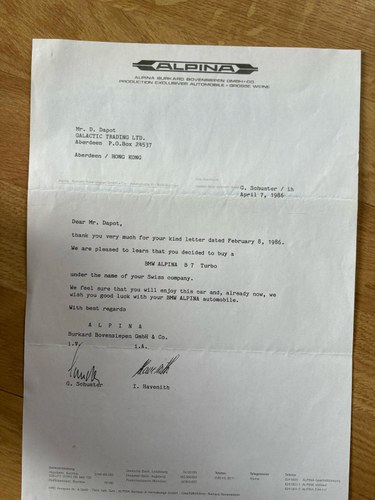 ALPINA
ALPINA BURKARD BOVENSIEPEN GMBH+CO
PRODUKTION EXCLUSIVER AUTOMOBILE · GROSSE WEINE
Mr. D. Dapot
GALACTIC TRADING LTD.
Aberdeen P.O.Box 29537
Aberdeen / HONG KONG
G. Schuster / ih
April 7, 1986
Dear Mr. Dapot,
thank you very much for your kind letter dated February 8, 1986.
We are pleased to learn that you decided to buy a
BMW ALPINA B 7 Turbo
under the name of your Swiss company.
We feel sure that you will enjoy this car and, already now, we
wish you good luck with your BMW ALPINA automobile.
With best regards
A L P I N A
Burkard Bovensiepen GmbH & Co.
i.V. i.A.
G. Schuster I. Havenith